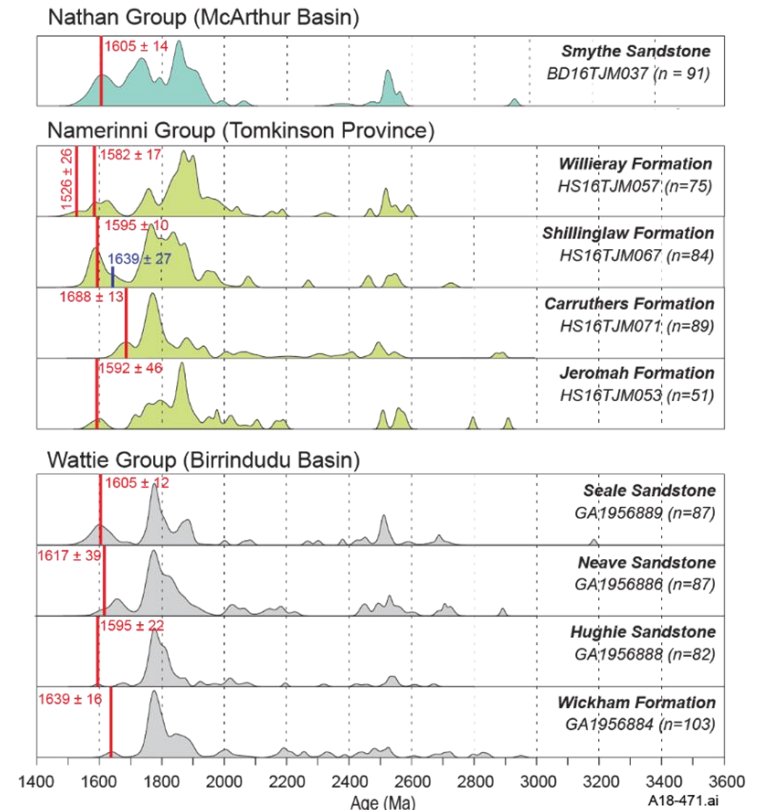 Nathan Group (McArthur Basin)
1605 ± 14
Smythe Sandstone
BD16TJM037 (n = 91)
Namerinni Group (Tomkinson Province)
1526 ± 26
1582 ± 17
Willieray Formation
HS16TJM057 (n=75)
1595 ± 10
1639 ± 27
Shillinglaw Formation
HS16TJM067 (n=84)
1688 ± 13
Carruthers Formation
HS16TJM071 (n=89)
1592 ± 46
Jeromah Formation
HS16TJM053 (n=51)
Wattie Group (Birrindudu Basin)
1605 ± 12
Seale Sandstone
GA1956889 (n=87)
1617 ± 39
Neave Sandstone
GA1956886 (n=87)
1595 ± 22
Hughie Sandstone
GA1956888 (n=82)
1639 ± 16
Wickham Formation
GA1956884 (n=103)
1400 1600 1800 2000 2200 2400 2600 2800 3000 3200 3400 3600
Age (Ma)
A18-471.ai